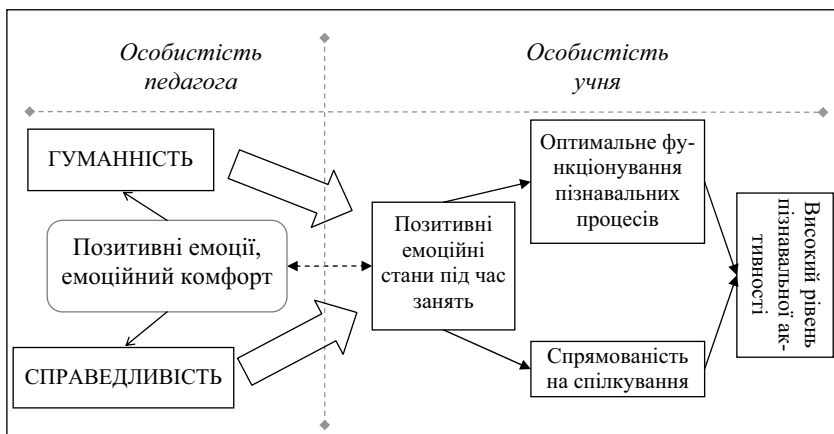 Особистість
педагога
Особистість
учня
ГУМАННІСТЬ
Позитивні емоції,
емоційний комфорт
СПРАВЕДЛИВІСТЬ
Позитивні
емоційні
стани під час
занять
Оптимальне фу-
нкціонування
пізнавальних
процесів
Спрямованість
на спілкування
Високий рівень
пізнавальної ак-
тивності